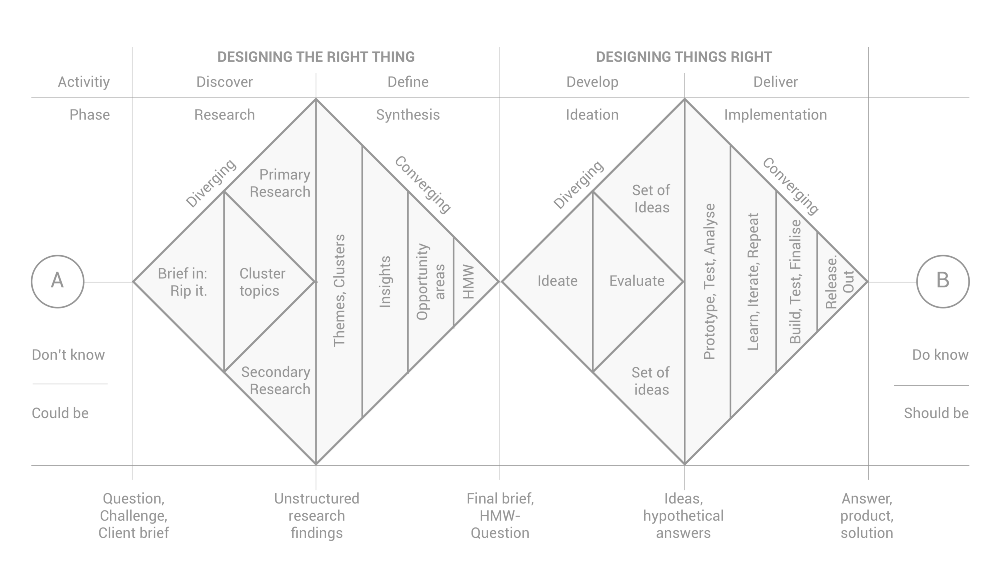 DESIGNING THE RIGHT THING
DESIGNING THINGS RIGHT
Activitiy
Discover
Define
Develop
Deliver
Phase
Research
Synthesis
Ideation
Implementation
Diverging
Converging
Diverging
Converging
A
Don't know
Could be
Brief in:
Rip it.
Cluster
topics
Primary
Research
Secondary
Research
Themes, Clusters
Insights
Opportunity
areas
HMW
Ideate
Evaluate
Set of
Ideas
Set of
ideas
Prototype, Test, Analyse
Learn, Iterate, Repeat
Build, Test, Finalise
Release.
Out
B
Do know
Should be
Question,
Challenge,
Client brief
Unstructured
research
findings
Final brief,
HMW-
Question
Ideas,
hypothetical
answers
Answer,
product,
solution